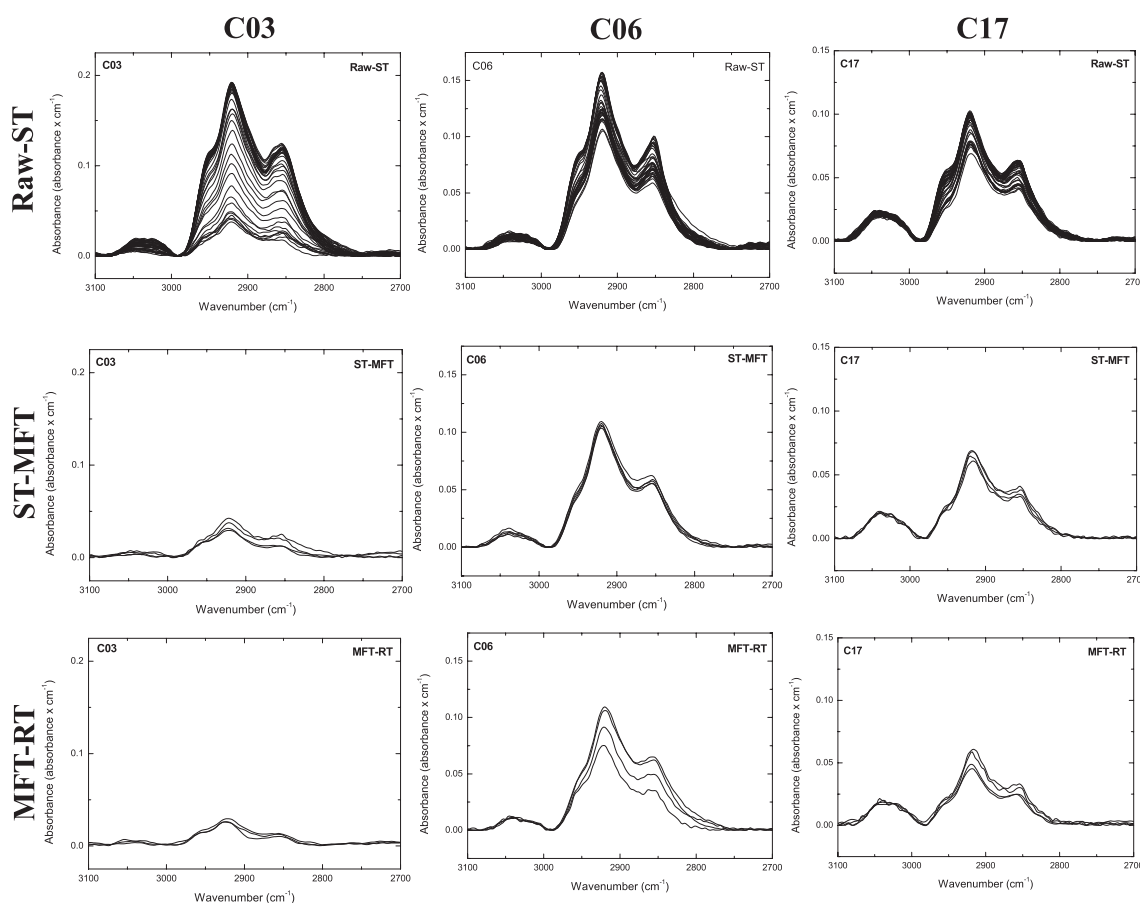 C03 C06 C17
Raw-ST
C03 Raw-ST
0.2
0.1
0.0
Absorbance (absorbance x cm⁻¹)
3100 3000 2900 2800 2700
Wavenumber (cm⁻¹)
C06 Raw-ST
0.15
0.10
0.05
0.00
Absorbance (absorbance x cm⁻¹)
3100 3000 2900 2800 2700
Wavenumber (cm⁻¹)
C17 Raw-ST
0.15
0.10
0.05
0.00
Absorbance (absorbance x cm⁻¹)
3100 3000 2900 2800 2700
Wavenumber (cm⁻¹)
ST-MFT
C03 ST-MFT
0.2
0.1
0.0
Absorbance (absorbance x cm⁻¹)
3100 3000 2900 2800 2700
Wavenumber (cm⁻¹)
C06 ST-MFT
0.15
0.10
0.05
0.00
Absorbance (absorbance x cm⁻¹)
3100 3000 2900 2800 2700
Wavenumber (cm⁻¹)
C17 ST-MFT
0.15
0.10
0.05
0.00
Absorbance (absorbance x cm⁻¹)
3100 3000 2900 2800 2700
Wavenumber (cm⁻¹)
MFT-RT
C03 MFT-RT
0.2
0.1
0.0
Absorbance (absorbance x cm⁻¹)
3100 3000 2900 2800 2700
Wavenumber (cm⁻¹)
C06 MFT-RT
0.15
0.10
0.05
0.00
Absorbance (absorbance x cm⁻¹)
3100 3000 2900 2800 2700
Wavenumber (cm⁻¹)
C17 MFT-RT
0.15
0.10
0.05
0.00
Absorbance (absorbance x cm⁻¹)
3100 3000 2900 2800 2700
Wavenumber (cm⁻¹)